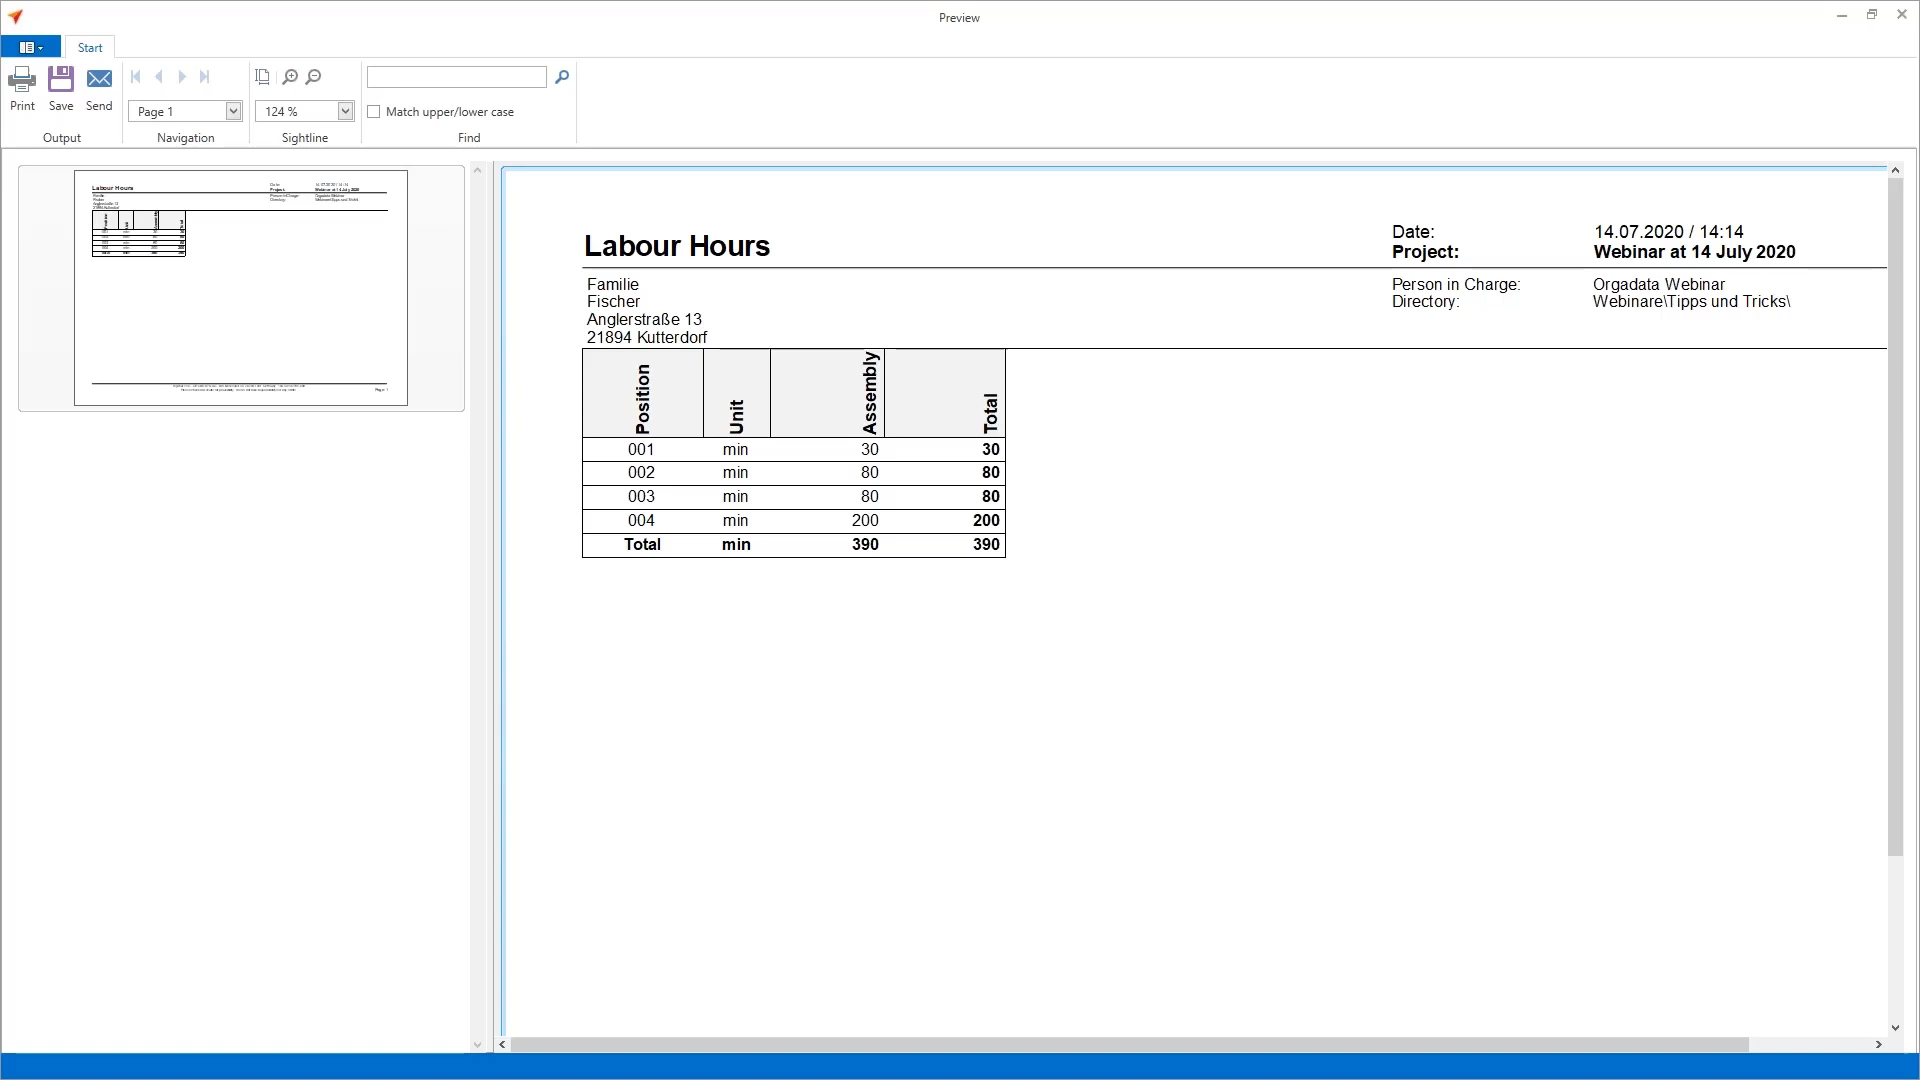 Preview
Start
Print Save Send
Page 1
124 %
Match upper/lower case
Output Navigation Sightline Find
Labour Hours
Date: 14.07.2020 / 14:14
Project: Webinar at 14 July 2020
Familie
Fischer
Anglerstraße 13
21894 Kutterdorf
Person in Charge: Orgadata Webinar
Directory: Webinare\Tipps und Tricks\
Position Unit Assembly Total
001 min 30 30
002 min 80 80
003 min 80 80
004 min 200 200
Total min 390 390